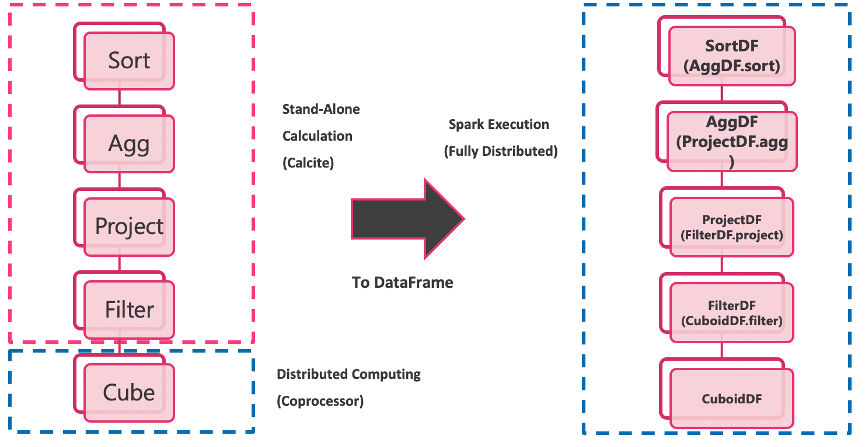 Sort
Agg
Project
Filter
Cube
Stand-Alone
Calculation
(Calcite)
Distributed Computing
(Coprocessor)
Spark Execution
(Fully Distributed)
To DataFrame
SortDF
(AggDF.sort)
AggDF
(ProjectDF.agg
)
ProjectDF
(FilterDF.project)
FilterDF
(CuboidDF.filter)
CuboidDF